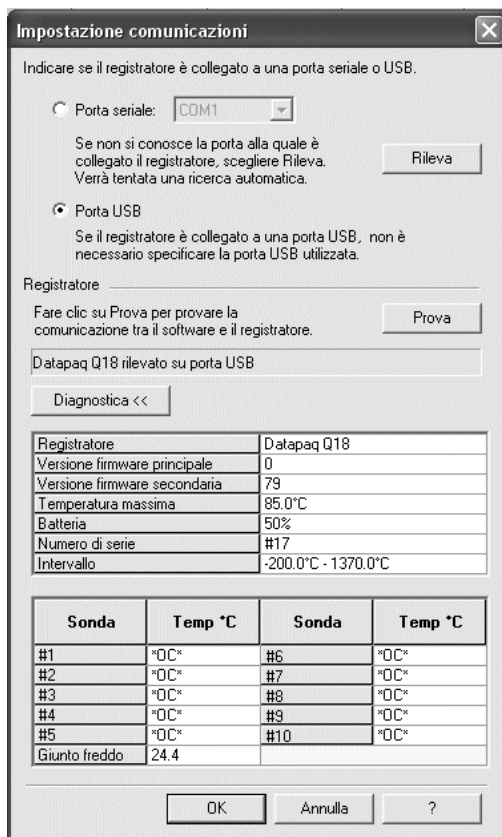 Impostazione comunicazioni
Indicare se il registratore è collegato a una porta seriale o USB.
Porta seriale: COM1
Se non si conosce la porta alla quale è
collegato il registratore, scegliere Rileva.
Verrà tentata una ricerca automatica.
Rileva
Porta USB
Se il registratore è collegato a una porta USB, non è
necessario specificare la porta USB utilizzata.
Registratore
Fare clic su Prova per provare la
comunicazione tra il software e il registratore.
Prova
Datapaq Q18 rilevato su porta USB
Diagnostica <<
Registratore Datapaq Q18
Versione firmware principale 0
Versione firmware secondaria 79
Temperatura massima 85.0°C
Batteria 50%
Numero di serie #17
Intervallo -200.0°C - 1370.0°C
Sonda Temp °C Sonda Temp °C
#1 *OC* #6 *OC*
#2 *OC* #7 *OC*
#3 *OC* #8 *OC*
#4 *OC* #9 *OC*
#5 *OC* #10 *OC*
Giunto freddo 24.4
OK Annulla ?